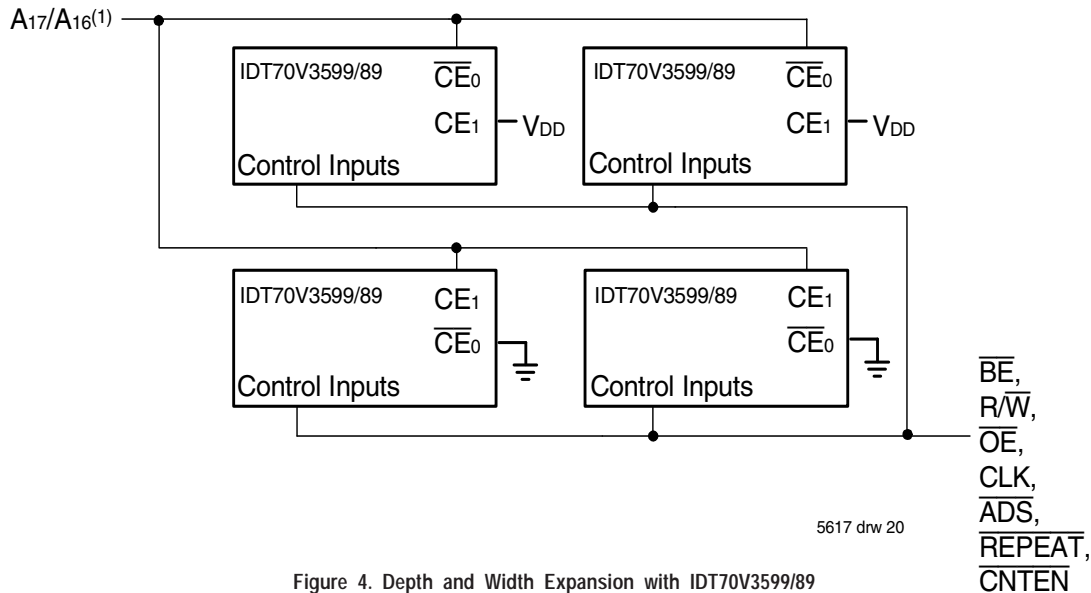 A17/A16(1)
IDT70V3599/89
CE0
CE1
VDD
Control Inputs
IDT70V3599/89
CE0
CE1
VDD
Control Inputs
IDT70V3599/89
CE1
CE0
Control Inputs
IDT70V3599/89
CE1
CE0
Control Inputs
BE,
R/W,
OE,
CLK,
ADS,
REPEAT,
CNTEN
5617 drw 20
Figure 4. Depth and Width Expansion with IDT70V3599/89